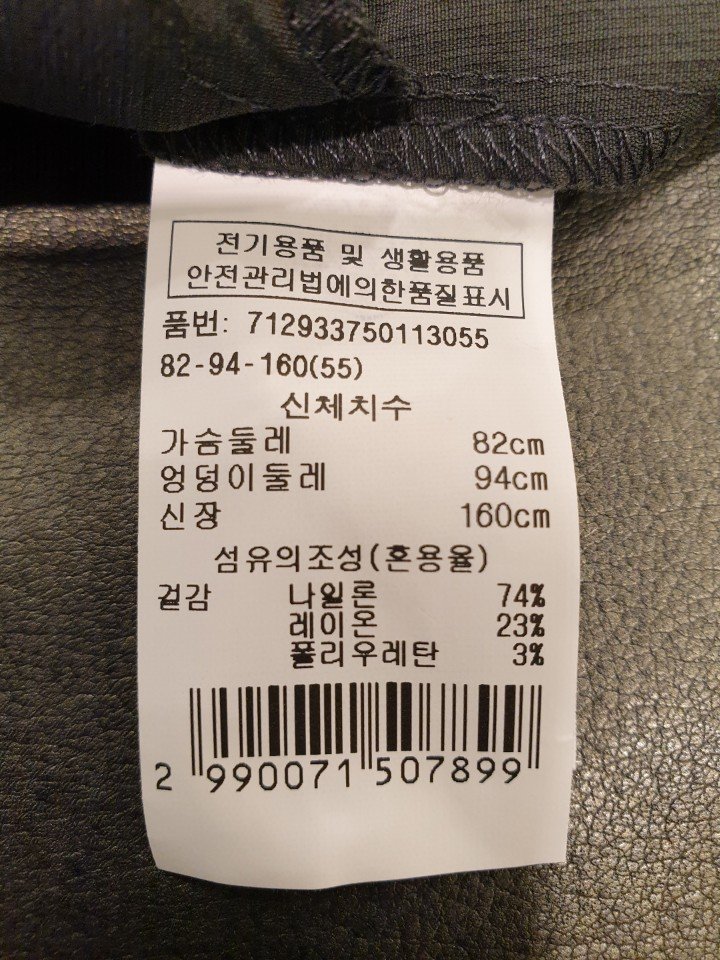 전기용품 및 생활용품
안전관리법에의한품질표시
품번: 712933750113055
82-94-160(55)
신체치수
가슴둘레 82cm
엉덩이둘레 94cm
신장 160cm
섬유의조성(혼용율)
겉감 나일론 74%
레이온 23%
폴리우레탄 3%
2 990071 507899